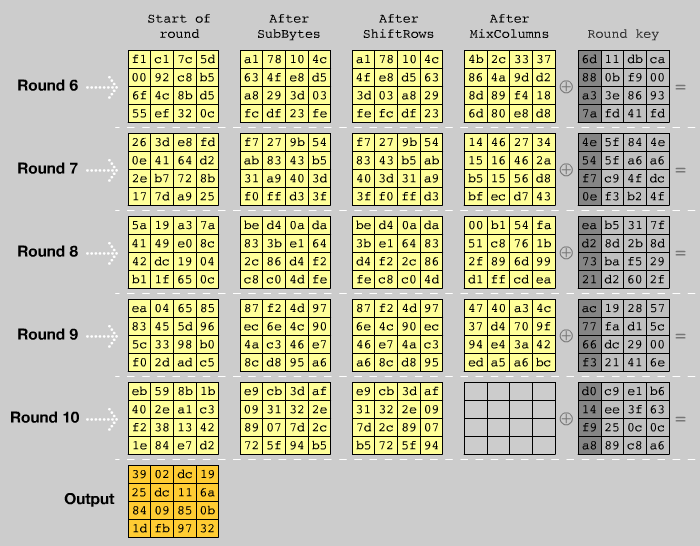 Start of After After After
round SubBytes ShiftRows MixColumns Round key
Round 6
f1 c1 7c 5d a1 78 10 4c a1 78 10 4c 4b 2c 33 37 6d 11 db ca
00 92 c8 b5 63 4f e8 d5 4f e8 d5 63 86 4a 9d d2 88 0b f9 00
6f 4c 8b d5 a8 29 3d 03 3d 03 a8 29 8d 89 f4 18 a3 3e 86 93
55 ef 32 0c fc df 23 fe fe fc df 23 6d 80 e8 d8 7a fd 41 fd
⊕ =
Round 7
26 3d e8 fd f7 27 9b 54 f7 27 9b 54 14 46 27 34 4e 5f 84 4e
0e 41 64 d2 ab 83 43 b5 83 43 b5 ab 15 16 46 2a 54 5f a6 a6
2e b7 72 8b 31 a9 40 3d 40 3d 31 a9 b5 15 56 d8 f7 c9 4f dc
17 7d a9 25 f0 ff d3 3f 3f f0 ff d3 bf ec d7 43 0e f3 b2 4f
⊕ =
Round 8
5a 19 a3 7a be d4 0a da be d4 0a da 00 b1 54 fa ea b5 31 7f
41 49 e0 8c 83 3b e1 64 3b e1 64 83 51 c8 76 1b d2 8d 2b 8d
42 dc 19 04 2c 86 d4 f2 d4 f2 2c 86 2f 89 6d 99 73 ba f5 29
b1 1f 65 0c c8 c0 4d fe fe c8 c0 4d d1 ff cd ea 21 d2 60 2f
⊕ =
Round 9
ea 04 65 85 87 f2 4d 97 87 f2 4d 97 47 40 a3 4c ac 19 28 57
83 45 5d 96 ec 6e 4c 90 6e 4c 90 ec 37 d4 70 9f 77 fa d1 5c
5c 33 98 b0 4a c3 46 e7 46 e7 4a c3 94 e4 3a 42 66 dc 29 00
f0 2d ad c5 8c d8 95 a6 a6 8c d8 95 ed a5 a6 bc f3 21 41 6e
⊕ =
Round 10
eb 59 8b 1b e9 cb 3d af e9 cb 3d af d0 c9 e1 b6
40 2e a1 c3 09 31 32 2e 31 32 2e 09 14 ee 3f 63
f2 38 13 42 89 07 7d 2c 7d 2c 89 07 f9 25 0c 0c
1e 84 e7 d2 72 5f 94 b5 b5 72 5f 94 a8 89 c8 a6
⊕ =
Output
39 02 dc 19
25 dc 11 6a
84 09 85 0b
1d fb 97 32